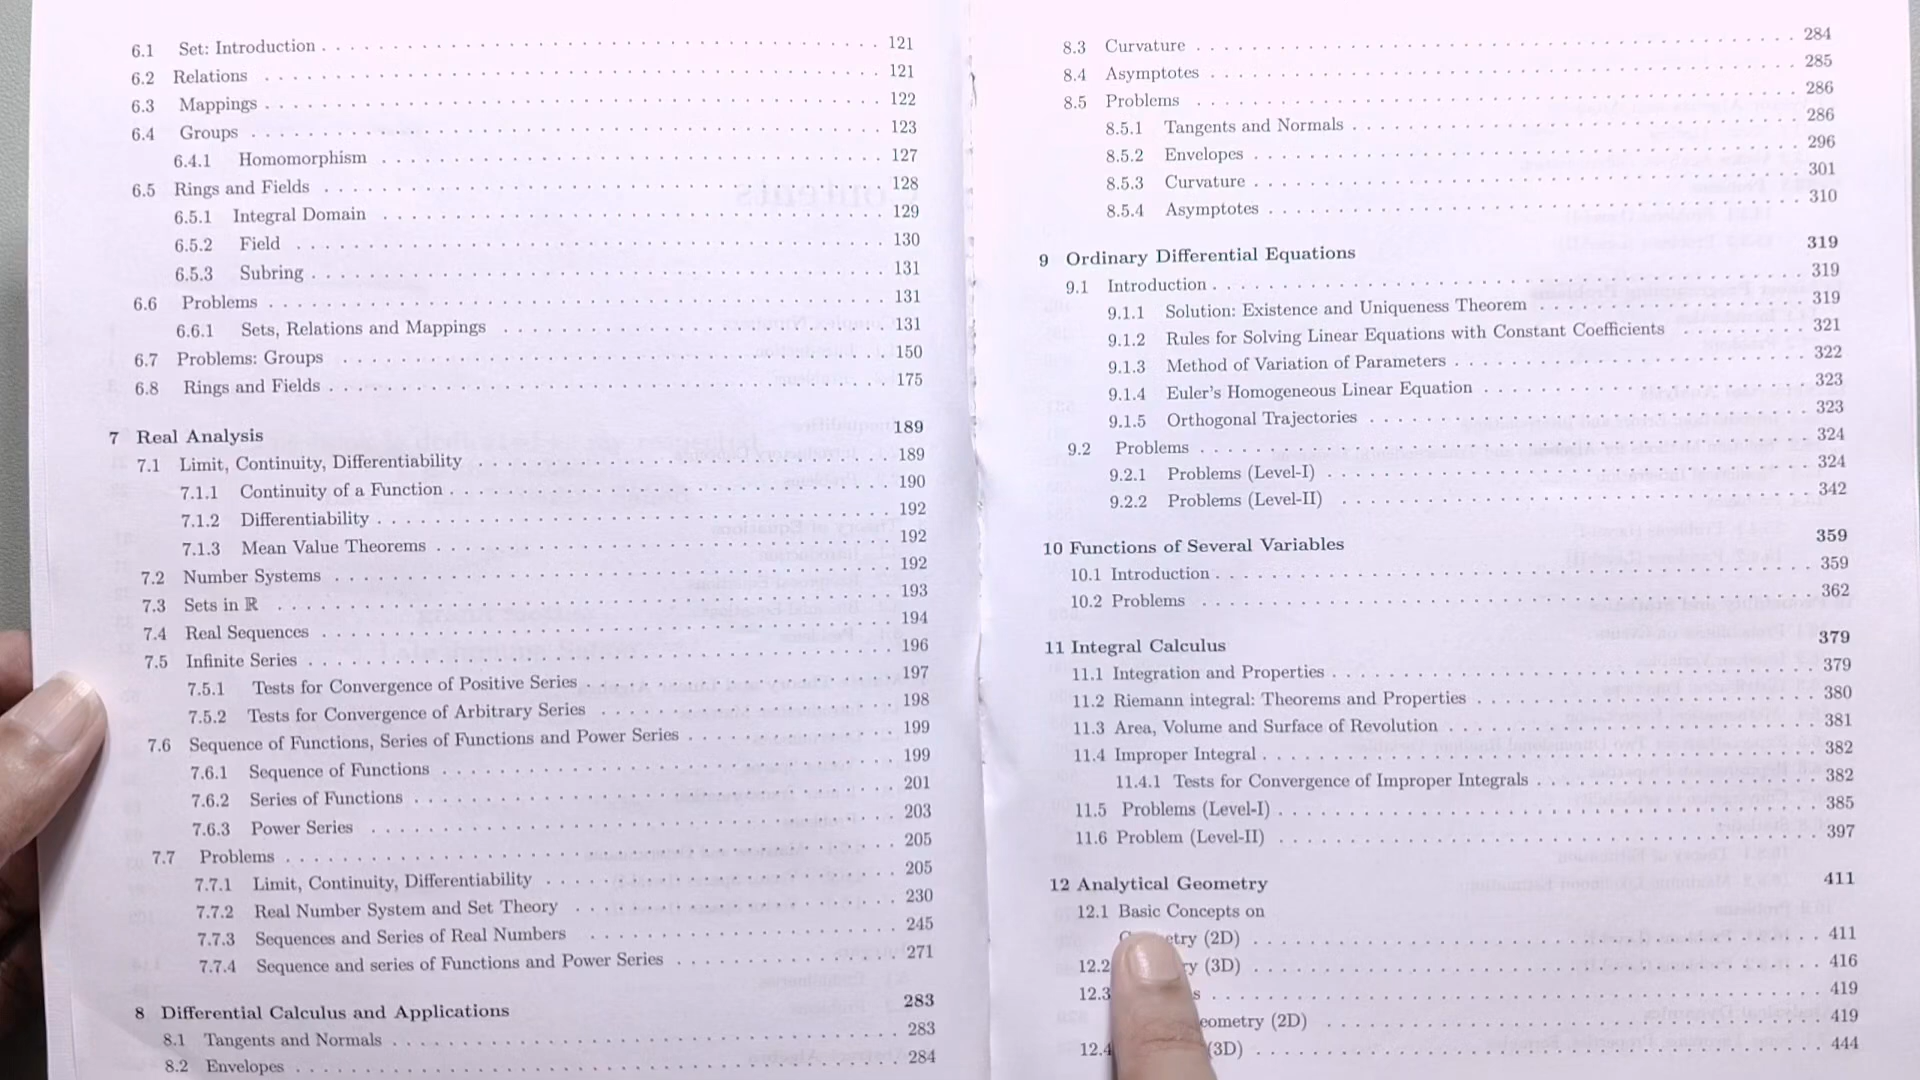 6.1 Set: Introduction . . . 121
6.2 Relations . . . 121
6.3 Mappings . . . 122
6.4 Groups . . . 123
6.4.1 Homomorphism . . . 127
6.5 Rings and Fields . . . 128
6.5.1 Integral Domain . . . 129
6.5.2 Field . . . 130
6.5.3 Subring . . . 131
6.6 Problems . . . 131
6.6.1 Sets, Relations and Mappings . . . 131
6.7 Problems: Groups . . . 150
6.8 Rings and Fields . . . 175
7 Real Analysis 189
7.1 Limit, Continuity, Differentiability . . . 189
7.1.1 Continuity of a Function . . . 190
7.1.2 Differentiability . . . 192
7.1.3 Mean Value Theorems . . . 192
7.2 Number Systems . . . 192
7.3 Sets in ℝ . . . 193
7.4 Real Sequences . . . 194
7.5 Infinite Series . . . 196
7.5.1 Tests for Convergence of Positive Series . . . 197
7.5.2 Tests for Convergence of Arbitrary Series . . . 198
7.6 Sequence of Functions, Series of Functions and Power Series . . . 199
7.6.1 Sequence of Functions . . . 199
7.6.2 Series of Functions . . . 201
7.6.3 Power Series . . . 203
7.7 Problems . . . 205
7.7.1 Limit, Continuity, Differentiability . . . 205
7.7.2 Real Number System and Set Theory . . . 230
7.7.3 Sequences and Series of Real Numbers . . . 245
7.7.4 Sequence and series of Functions and Power Series . . . 271
8 Differential Calculus and Applications 283
8.1 Tangents and Normals . . . 283
8.2 Envelopes . . . 284
8.3 Curvature . . . 284
8.4 Asymptotes . . . 285
8.5 Problems . . . 286
8.5.1 Tangents and Normals . . . 286
8.5.2 Envelopes . . . 296
8.5.3 Curvature . . . 301
8.5.4 Asymptotes . . . 310
9 Ordinary Differential Equations 319
9.1 Introduction . . . 319
9.1.1 Solution: Existence and Uniqueness Theorem . . . 319
9.1.2 Rules for Solving Linear Equations with Constant Coefficients . . . 321
9.1.3 Method of Variation of Parameters . . . 322
9.1.4 Euler's Homogeneous Linear Equation . . . 323
9.1.5 Orthogonal Trajectories . . . 323
9.2 Problems . . . 324
9.2.1 Problems (Level-I) . . . 324
9.2.2 Problems (Level-II) . . . 342
10 Functions of Several Variables 359
10.1 Introduction . . . 359
10.2 Problems . . . 362
11 Integral Calculus 379
11.1 Integration and Properties . . . 379
11.2 Riemann integral: Theorems and Properties . . . 380
11.3 Area, Volume and Surface of Revolution . . . 381
11.4 Improper Integral . . . 382
11.4.1 Tests for Convergence of Improper Integrals . . . 382
11.5 Problems (Level-I) . . . 385
11.6 Problem (Level-II) . . . 397
12 Analytical Geometry 411
12.1 Basic Concepts on
(2D) . . . 411
12.2 (3D) . . . 416
12.3 . . . 419
(2D) . . . 419
12.4 (3D) . . . 444